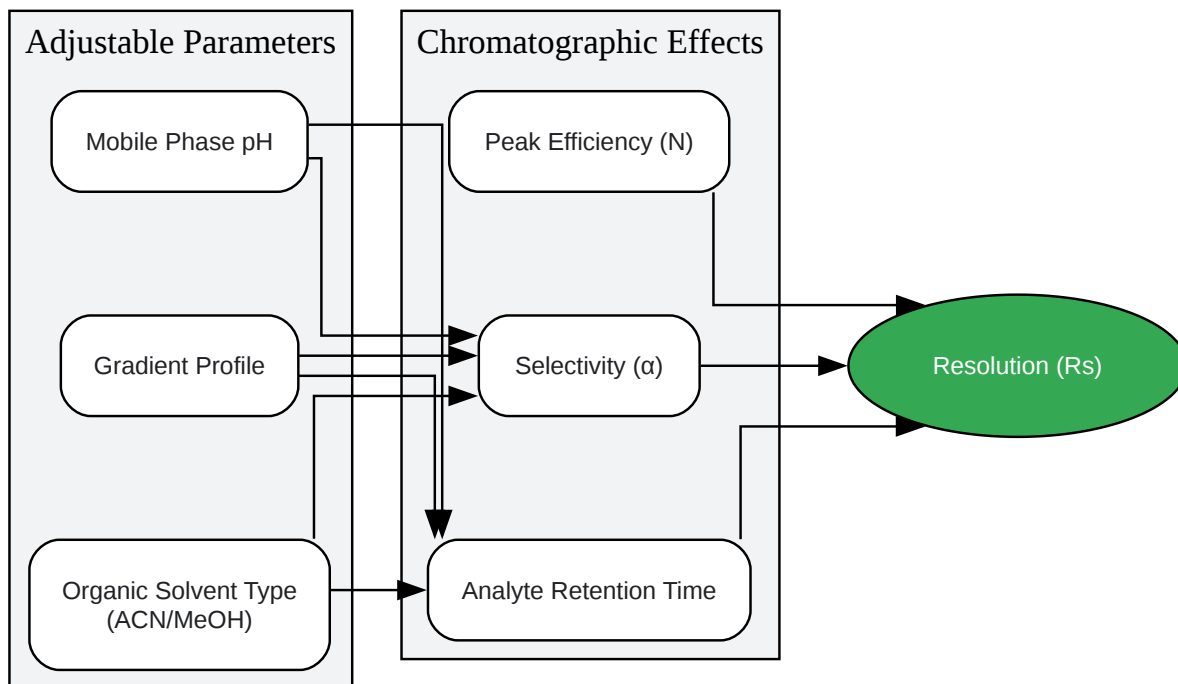 Adjustable Parameters
Chromatographic Effects
Mobile Phase pH
Peak Efficiency (N)
Gradient Profile
Selectivity (α)
Resolution (Rs)
Organic Solvent Type
(ACN/MeOH)
Analyte Retention Time